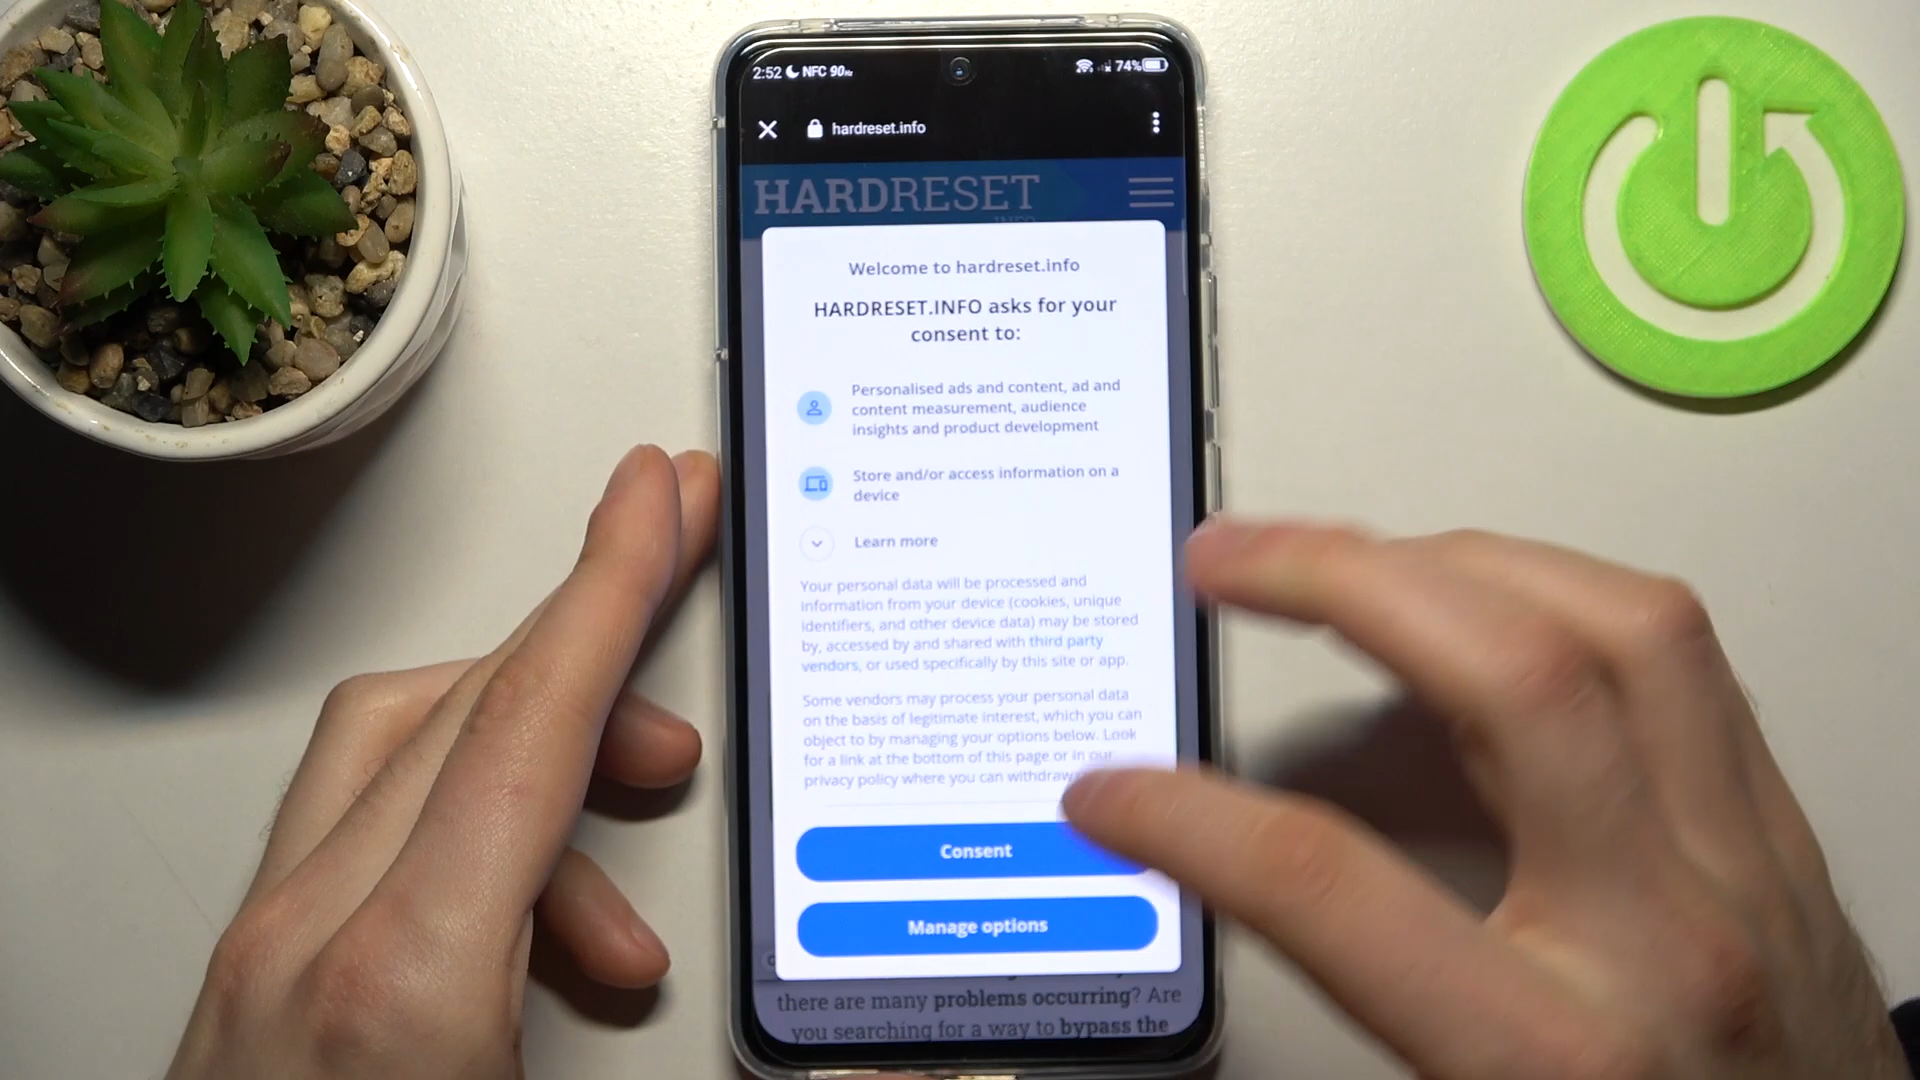 2:52 NFC 90Hz 74%
hardreset.info
HARDRESET
INFO
Welcome to hardreset.info
HARDRESET.INFO asks for your
consent to:
Personalised ads and content, ad and
content measurement, audience
insights and product development
Store and/or access information on a
device
Learn more
Your personal data will be processed and
information from your device (cookies, unique
identifiers, and other device data) may be stored
by, accessed by and shared with third party
vendors, or used specifically by this site or app.
Some vendors may process your personal data
on the basis of legitimate interest, which you can
object to by managing your options below. Look
for a link at the bottom of this page or in our
privacy policy where you can withdraw
Consent
Manage options
there are many problems occurring? Are
you searching for a way to bypass the